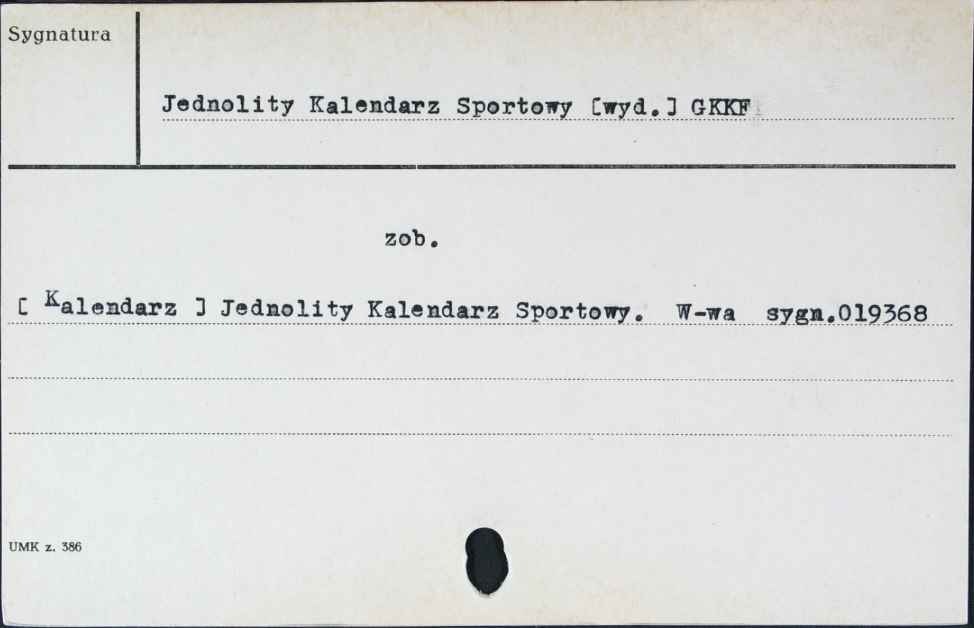 Sygnatura
Jednolity Kalendarz Sportowy [wyd.] GKKF
zob.
[ Kalendarz ] Jednolity Kalendarz Sportowy. W-wa sygn.019368
UMK z. 386